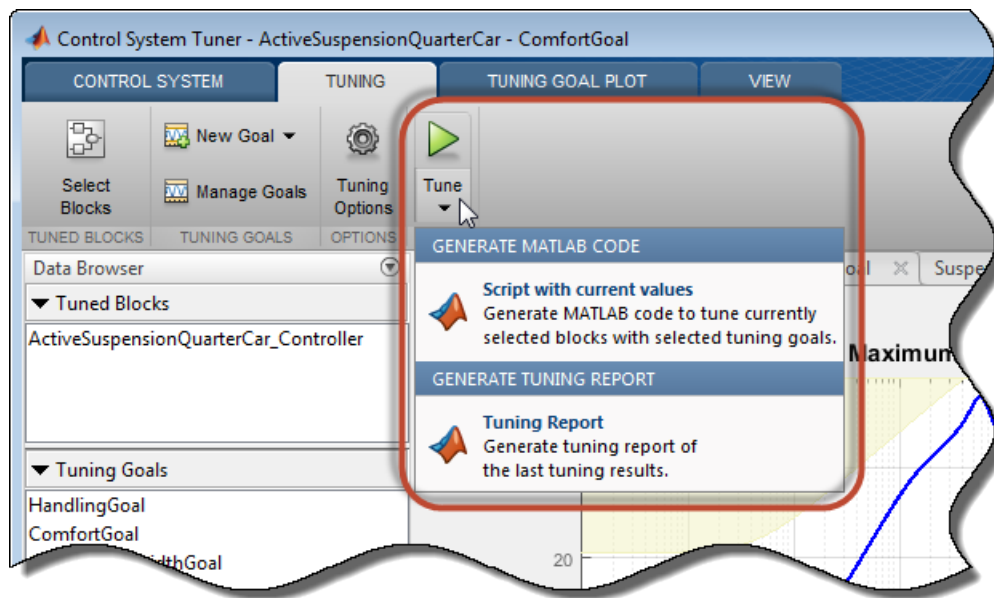 Control System Tuner - ActiveSuspensionQuarterCar - ComfortGoal
CONTROL SYSTEM
TUNING
TUNING GOAL PLOT
VIEW
Select
Blocks
New Goal
Manage Goals
Tuning
Options
Tune
TUNED BLOCKS
TUNING GOALS
OPTIONS
GENERATE MATLAB CODE
Script with current values
Generate MATLAB code to tune currently
selected blocks with selected tuning goals.
GENERATE TUNING REPORT
Tuning Report
Generate tuning report of
the last tuning results.
Data Browser
Tuned Blocks
ActiveSuspensionQuarterCar_Controller
Tuning Goals
HandlingGoal
ComfortGoal
dthGoal
oal
Suspe
Maximum
20